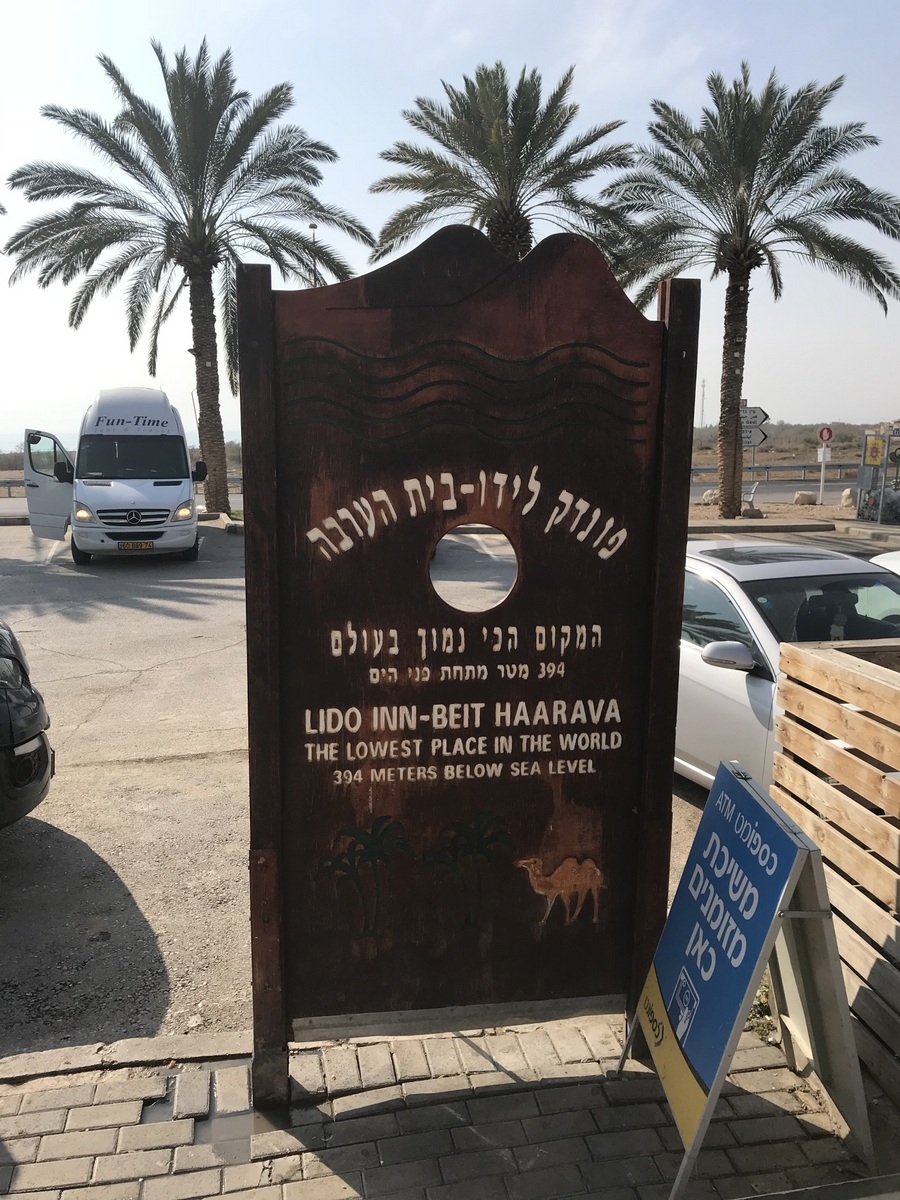 Fun-Time
פונדק לידו-בית הערבה
המקום הכי נמוך בעולם
394 מטר מתחת פני הים
LIDO INN-BEIT HAARAVA
THE LOWEST PLACE IN THE WORLD
394 METERS BELOW SEA LEVEL
כספומט ATM
משיכת
מזומנים
כאן